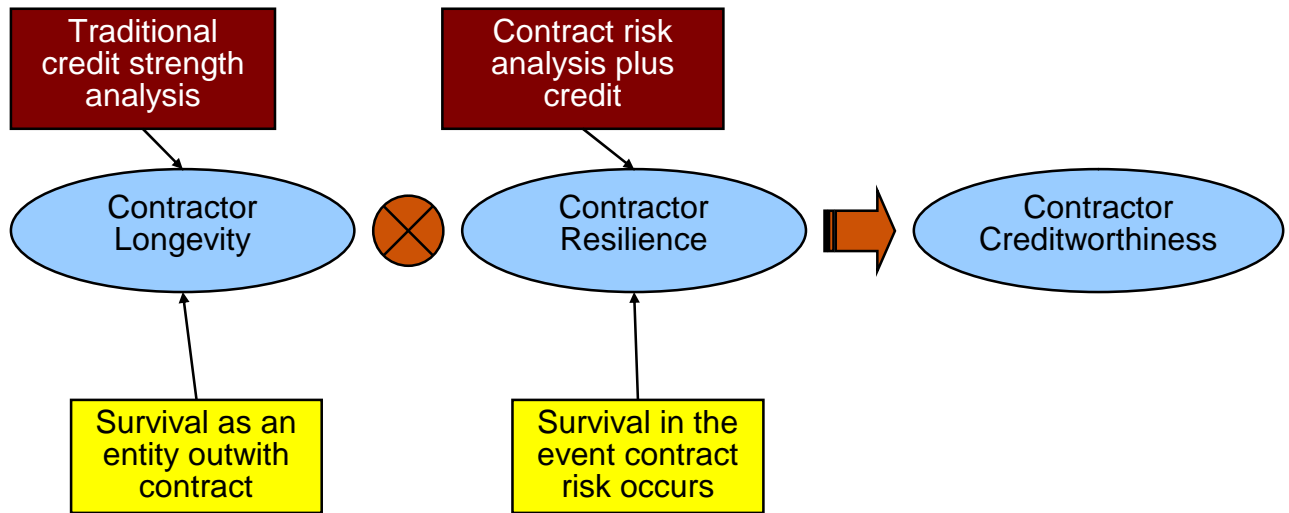 Traditional
credit strength
analysis
Contract risk
analysis plus
credit
Contractor
Longevity
Contractor
Resilience
Contractor
Creditworthiness
Survival as an
entity outwith
contract
Survival in the
event contract
risk occurs